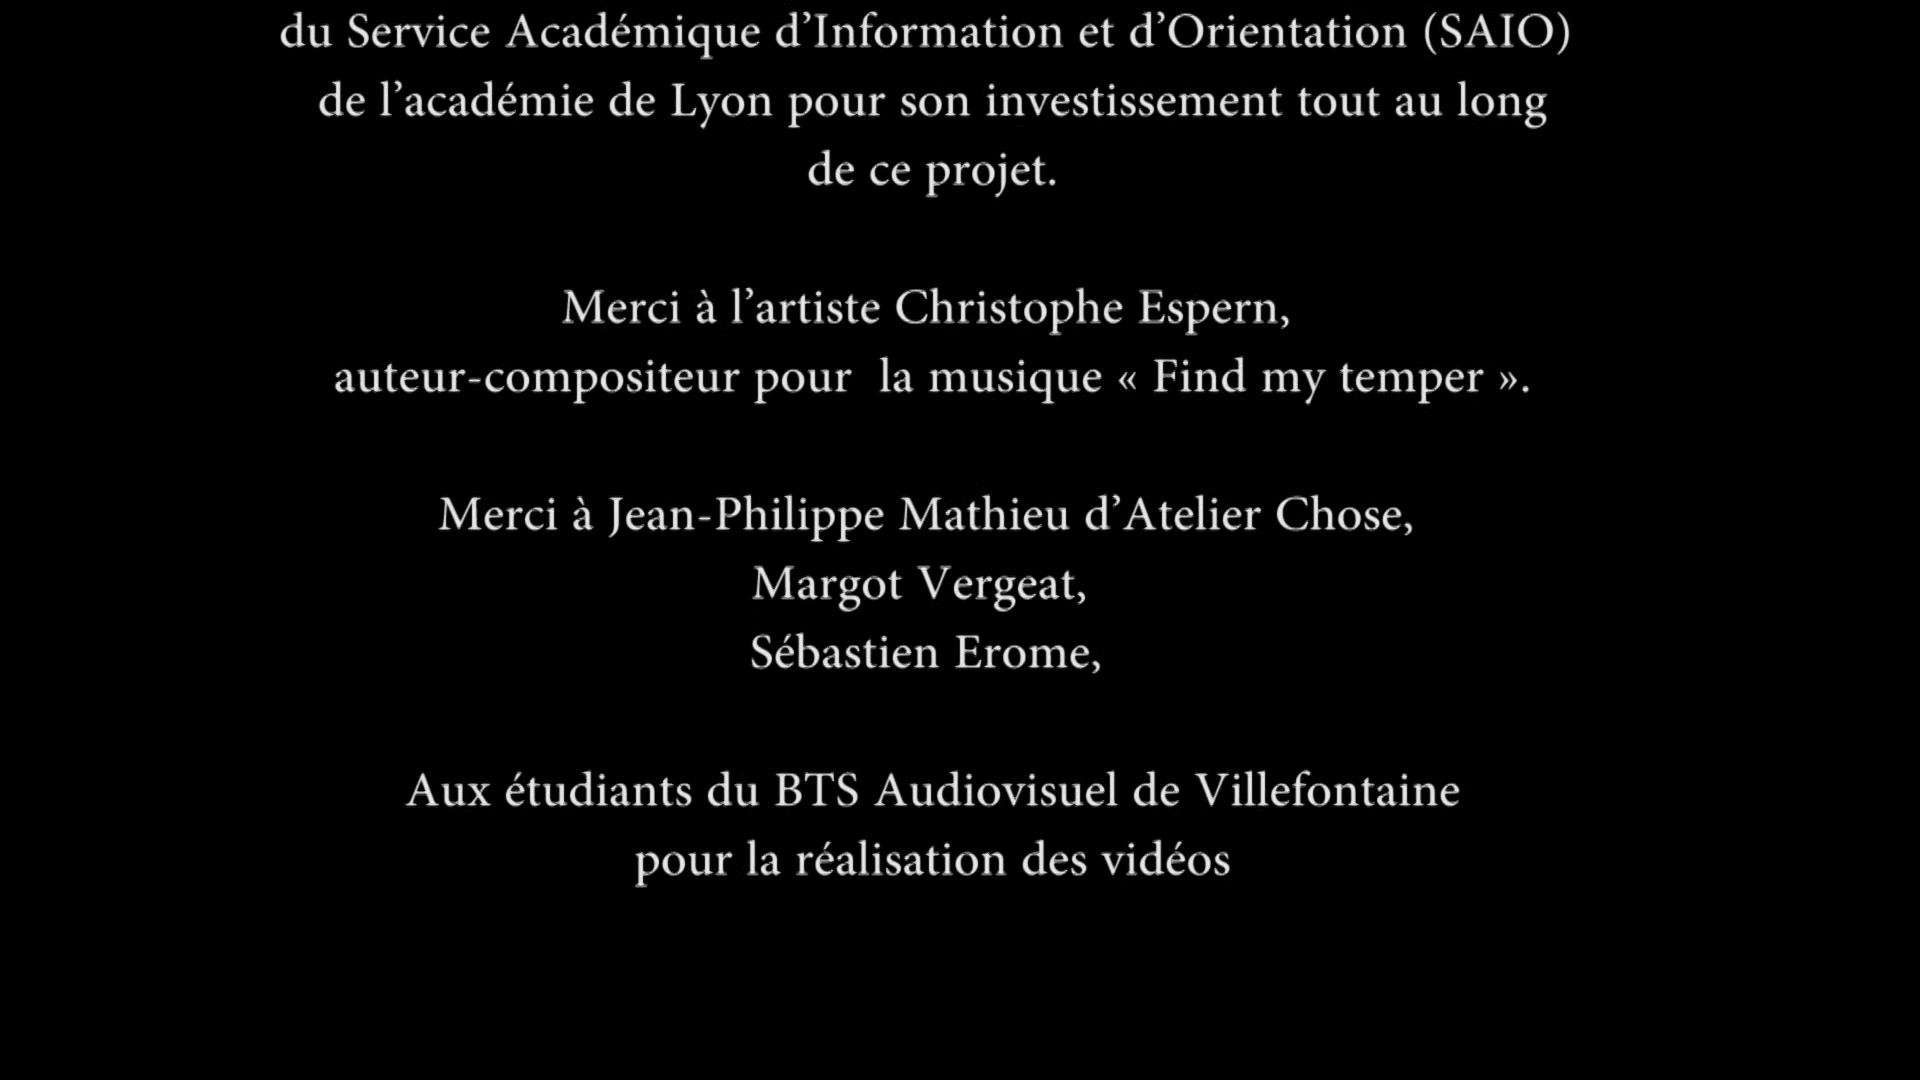 du Service Académique d’Information et d’Orientation (SAIO)
de l’académie de Lyon pour son investissement tout au long
de ce projet.
Merci à l’artiste Christophe Espern,
auteur-compositeur pour  la musique « Find my temper ».
Merci à Jean-Philippe Mathieu d’Atelier Chose,
Margot Vergeat,
Sébastien Erome,
Aux étudiants du BTS Audiovisuel de Villefontaine
pour la réalisation des vidéos